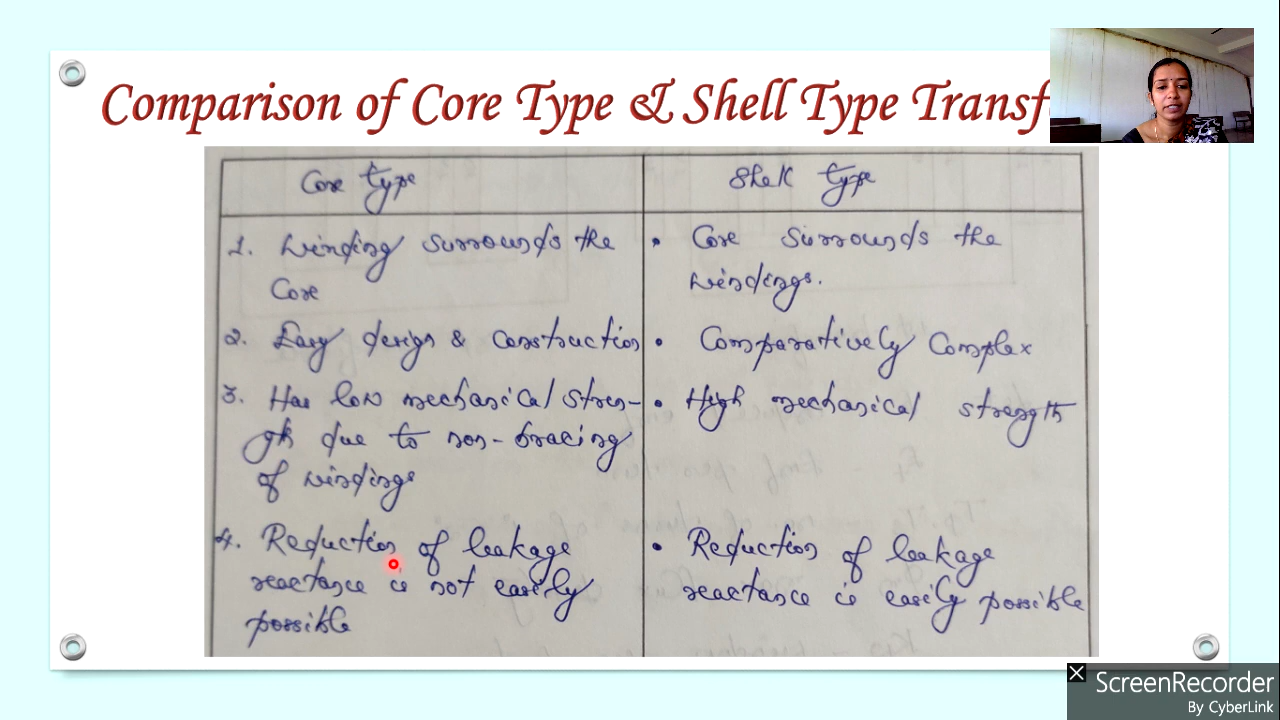 Comparison of Core Type & Shell Type Transf
Core type
Shell type
1. Winding surrounds the
Core
• Core surrounds the
windings.
2. Easy design & construction
• Comparatively Complex
3. Has low mechanical stren-
gth due to non-bracing
of windings
• High mechanical strength
4. Reduction of leakage
reactance is not easily
possible
• Reduction of leakage
reactance is easily possible
ScreenRecorder
By CyberLink